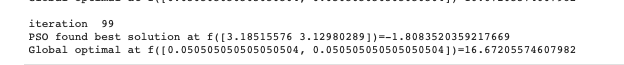 iteration  99
PSO found best solution at f([3.18515576 3.12980289])=-1.8083520359217669
Global optimal at f([0.050505050505050504, 0.050505050505050504])=16.67205574607982